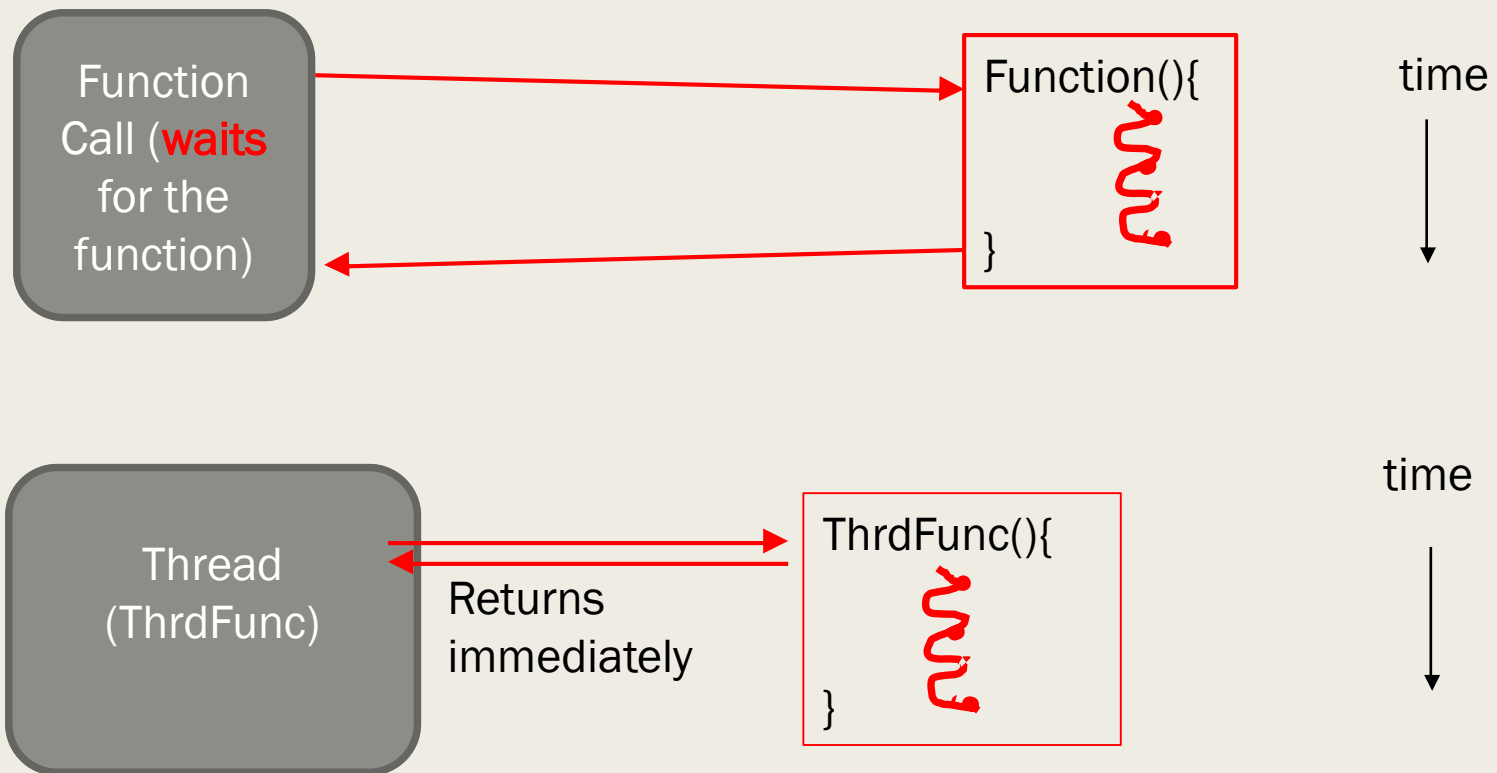 Function
Call (waits
for the
function)
Function(){
}
time
Thread
(ThrdFunc)
Returns
immediately
ThrdFunc(){
}
time